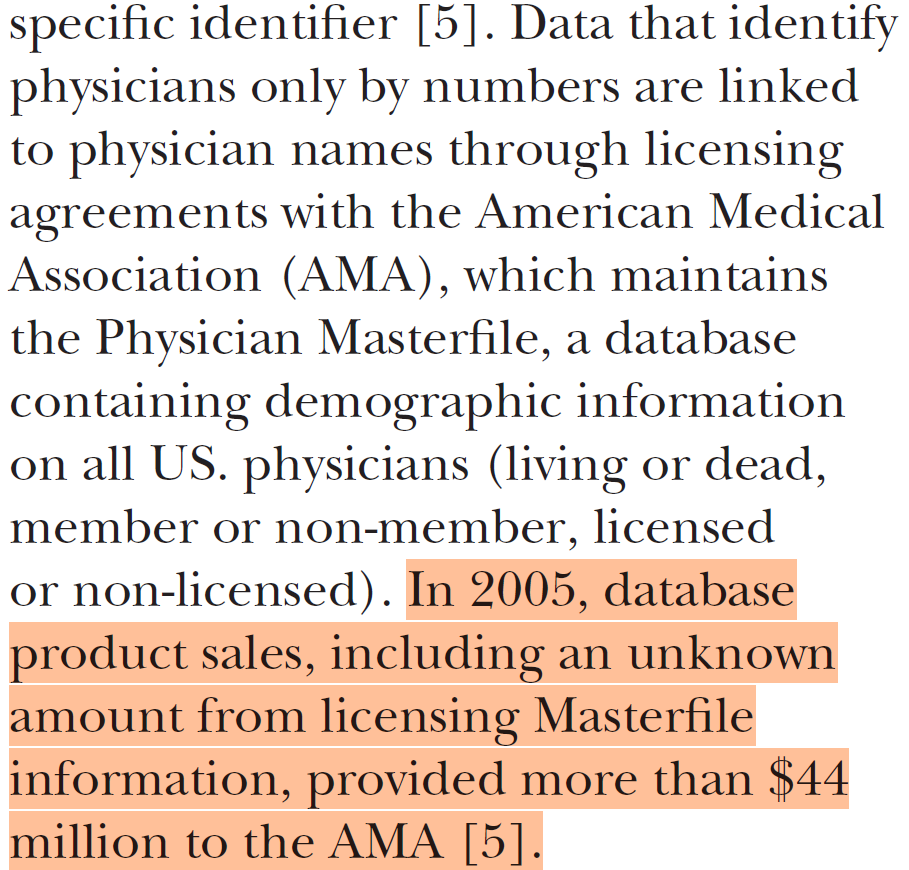 specific identifier [5]. Data that identify
physicians only by numbers are linked
to physician names through licensing
agreements with the American Medical
Association (AMA), which maintains
the Physician Masterfile, a database
containing demographic information
on all US. physicians (living or dead,
member or non-member, licensed
or non-licensed). In 2005, database
product sales, including an unknown
amount from licensing Masterfile
information, provided more than $44
million to the AMA [5].